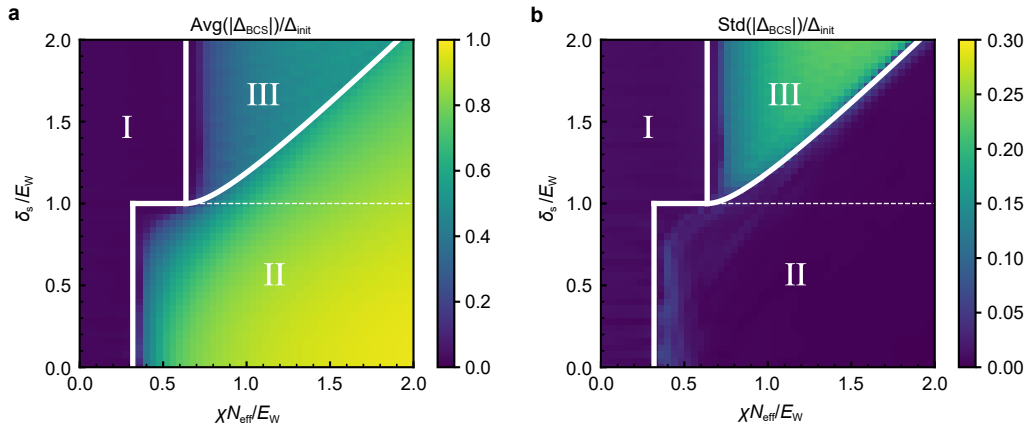 a
Avg(|Δ_BCS|)/Δ_init
2.0
1.5
1.0
0.5
0.0
δ_s/E_W
I
III
II
0.0
0.5
1.0
1.5
2.0
χN_eff/E_W
1.0
0.8
0.6
0.4
0.2
0.0
b
Std(|Δ_BCS|)/Δ_init
2.0
1.5
1.0
0.5
0.0
δ_s/E_W
I
III
II
0.0
0.5
1.0
1.5
2.0
χN_eff/E_W
0.30
0.25
0.20
0.15
0.10
0.05
0.00